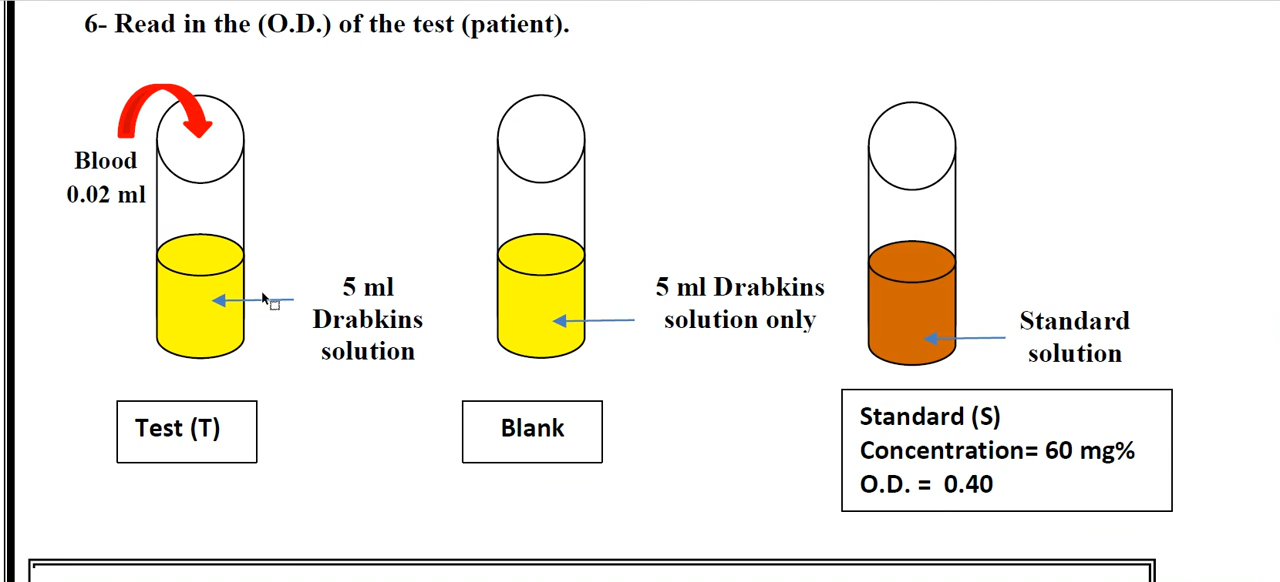 6- Read in the (O.D.) of the test (patient).
Blood
0.02 ml
5 ml
Drabkins
solution
5 ml Drabkins
solution only
Standard
solution
Test (T)
Blank
Standard (S)
Concentration= 60 mg%
O.D. = 0.40